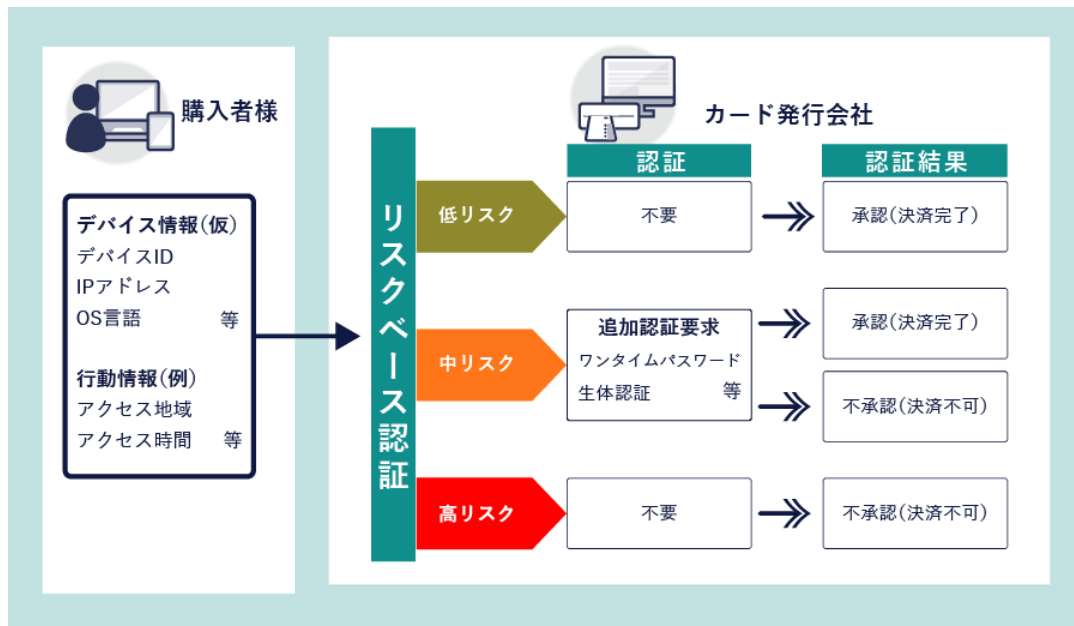 購入者様
デバイス情報(仮)
デバイスID
IPアドレス
OS言語 等
行動情報(例)
アクセス地域
アクセス時間 等
リスクベース認証
カード発行会社
認証
認証結果
低リスク
不要
承認(決済完了)
中リスク
追加認証要求
ワンタイムパスワード
生体認証 等
承認(決済完了)
不承認(決済不可)
高リスク
不要
不承認(決済不可)